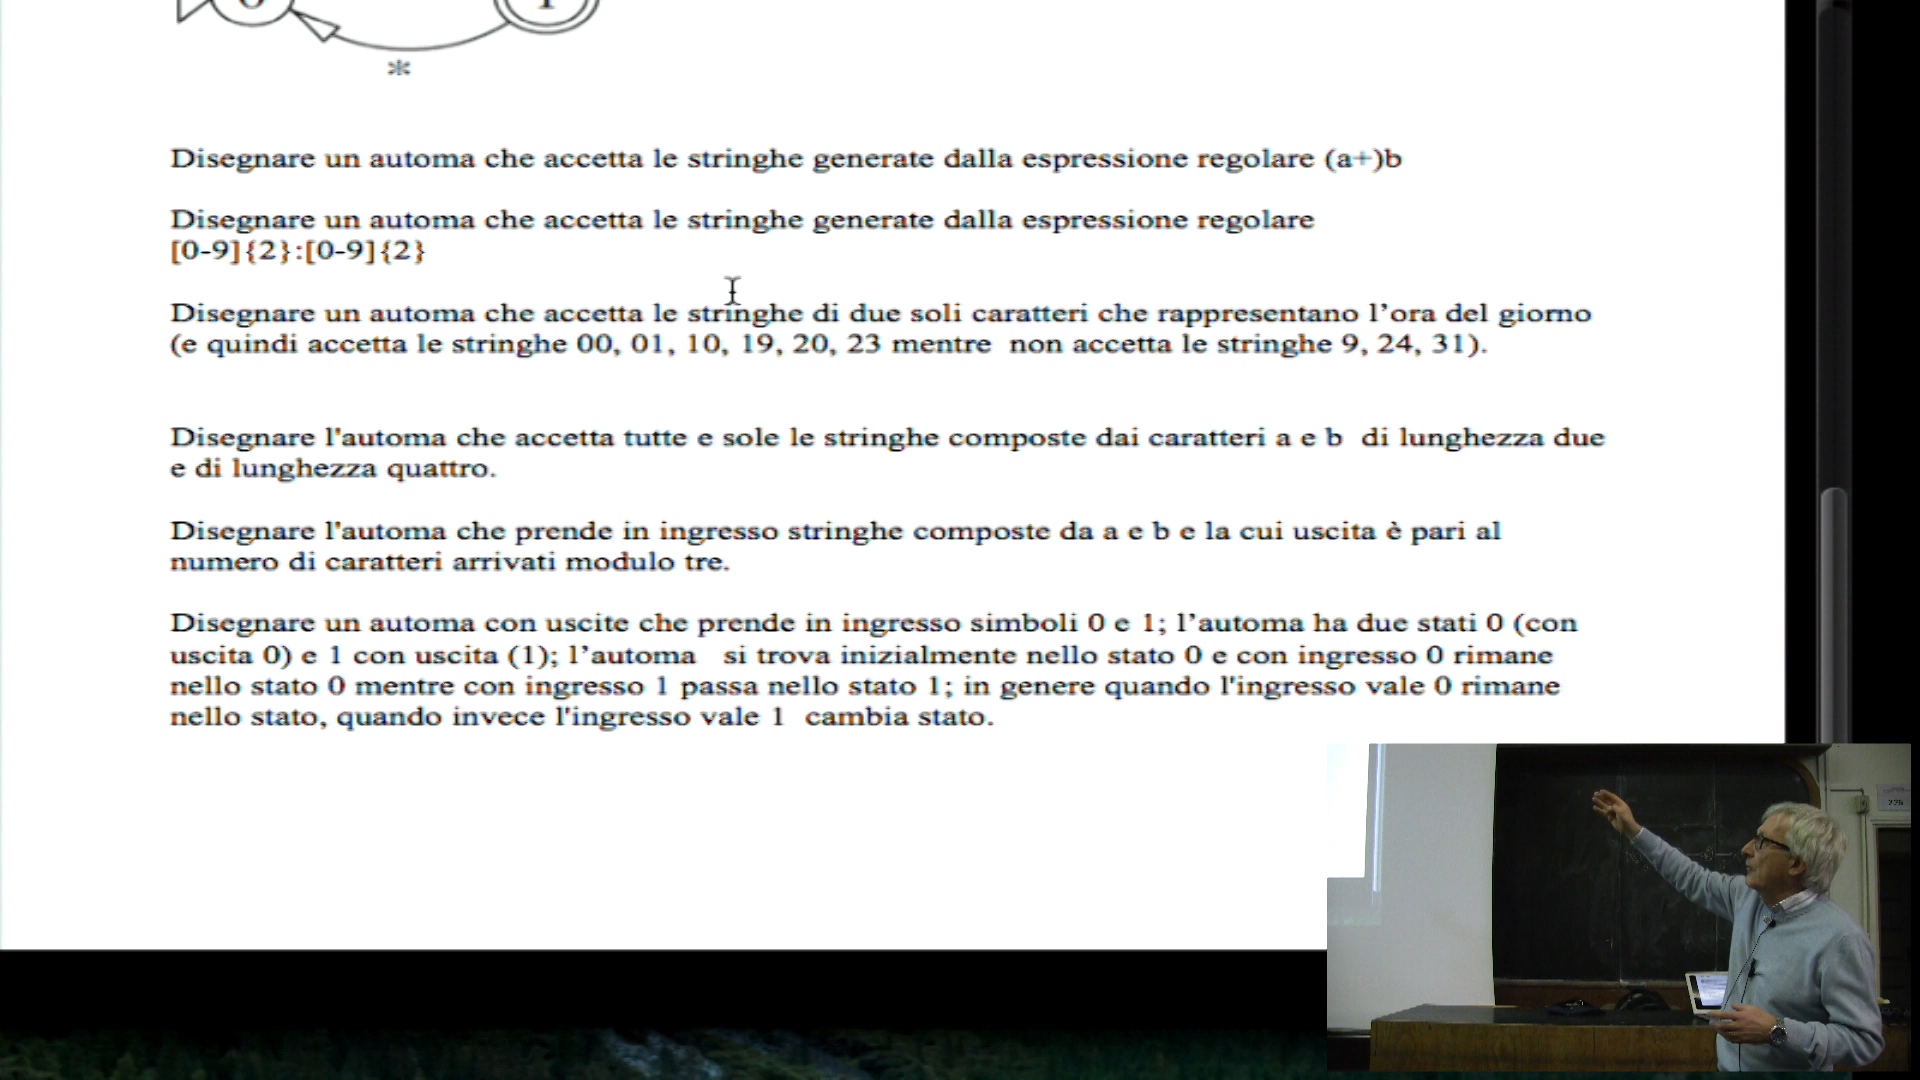 0
1
*
Disegnare un automa che accetta le stringhe generate dalla espressione regolare (a+)b
Disegnare un automa che accetta le stringhe generate dalla espressione regolare
[0-9]{2}:[0-9]{2}
Disegnare un automa che accetta le stringhe di due soli caratteri che rappresentano l’ora del giorno
(e quindi accetta le stringhe 00, 01, 10, 19, 20, 23 mentre non accetta le stringhe 9, 24, 31).
Disegnare l'automa che accetta tutte e sole le stringhe composte dai caratteri a e b di lunghezza due
e di lunghezza quattro.
Disegnare l'automa che prende in ingresso stringhe composte da a e b e la cui uscita è pari al
numero di caratteri arrivati modulo tre.
Disegnare un automa con uscite che prende in ingresso simboli 0 e 1; l’automa ha due stati 0 (con
uscita 0) e 1 con uscita (1); l’automa si trova inizialmente nello stato 0 e con ingresso 0 rimane
nello stato 0 mentre con ingresso 1 passa nello stato 1; in genere quando l'ingresso vale 0 rimane
nello stato, quando invece l'ingresso vale 1 cambia stato.